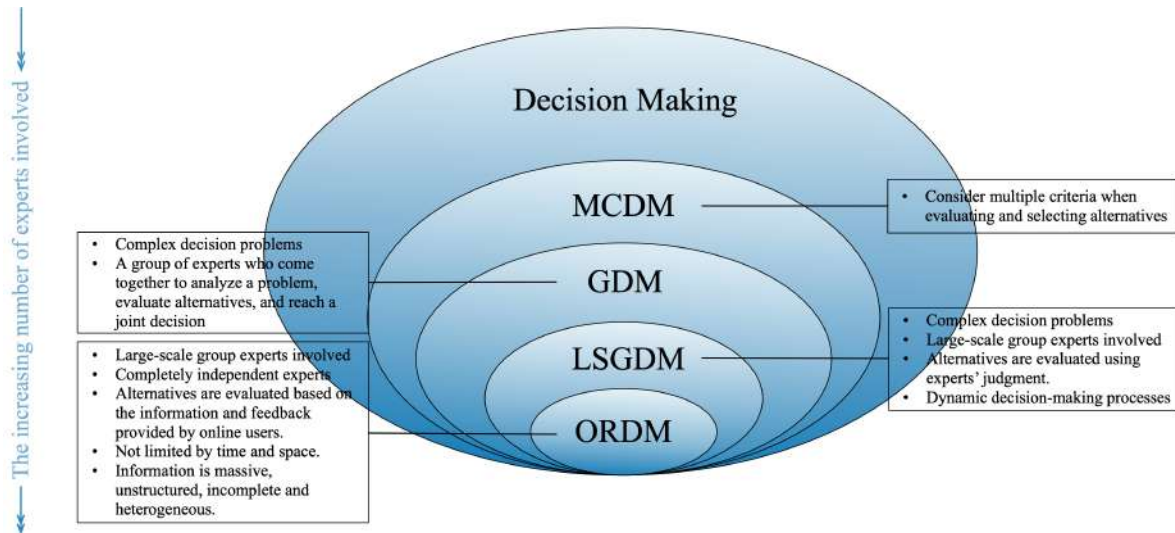 The increasing number of experts involved
Decision Making
MCDM
• Consider multiple criteria when
evaluating and selecting alternatives
• Complex decision problems
• A group of experts who come
together to analyze a problem,
evaluate alternatives, and reach a
joint decision
GDM
• Complex decision problems
• Large-scale group experts involved
• Alternatives are evaluated using
experts’ judgment.
• Dynamic decision-making processes
LSGDM
• Large-scale group experts involved
• Completely independent experts
• Alternatives are evaluated based on
the information and feedback
provided by online users.
• Not limited by time and space.
• Information is massive,
unstructured, incomplete and
heterogeneous.
ORDM